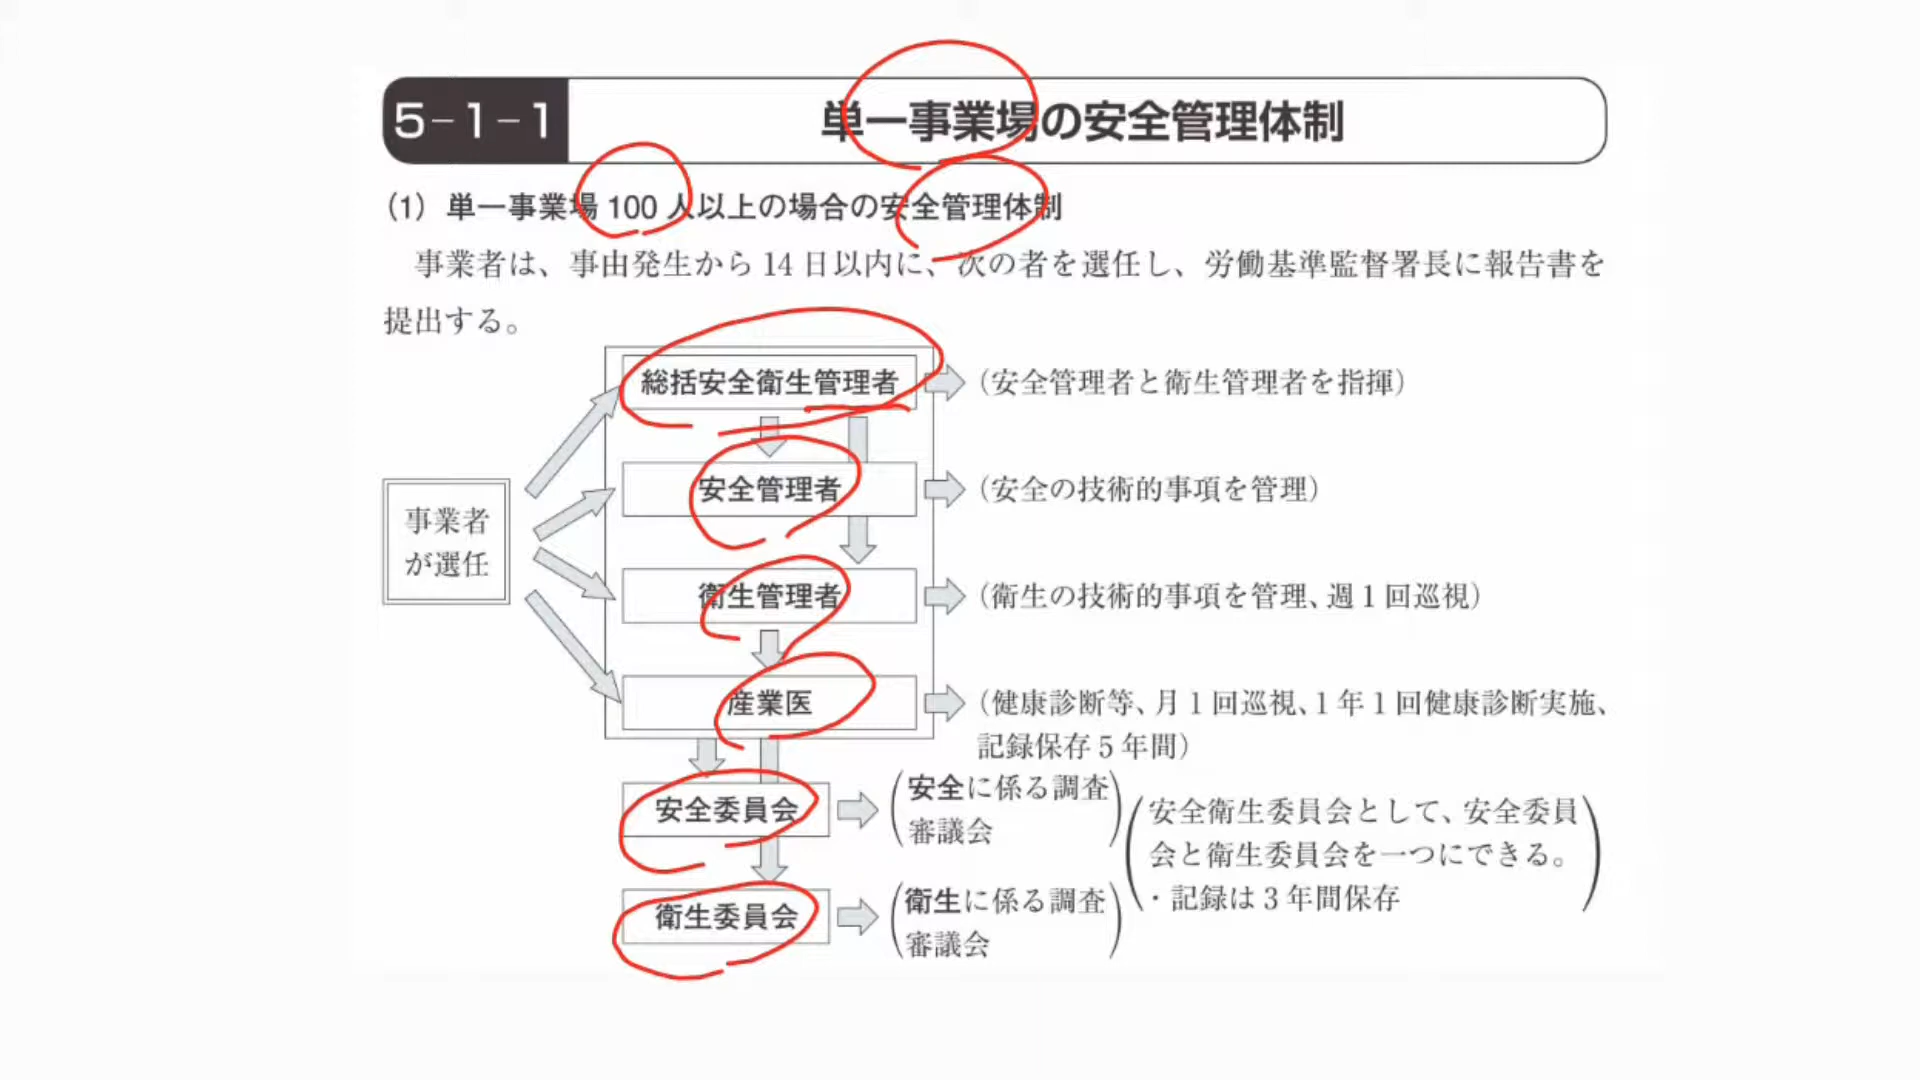 5-1-1 単一事業場の安全管理体制
(1) 単一事業場100人以上の場合の安全管理体制
事業者は、事由発生から14日以内に、次の者を選任し、労働基準監督署長に報告書を
提出する。
総括安全衛生管理者 (安全管理者と衛生管理者を指揮)
安全管理者 (安全の技術的事項を管理)
事業者
が選任
衛生管理者 (衛生の技術的事項を管理、週1回巡視)
産業医 (健康診断等、月1回巡視、1年1回健康診断実施、
記録保存5年間)
安全委員会 (安全に係る調査
審議会)
衛生委員会 (衛生に係る調査
審議会)
(安全衛生委員会として、安全委員
会と衛生委員会を一つにできる。
・記録は3年間保存)